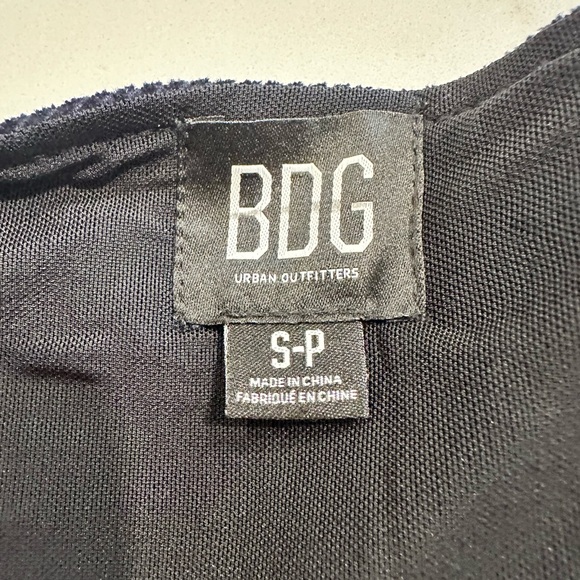 BDG
URBAN OUTFITTERS
S-P
MADE IN CHINA
FABRIQUÉ EN CHINE